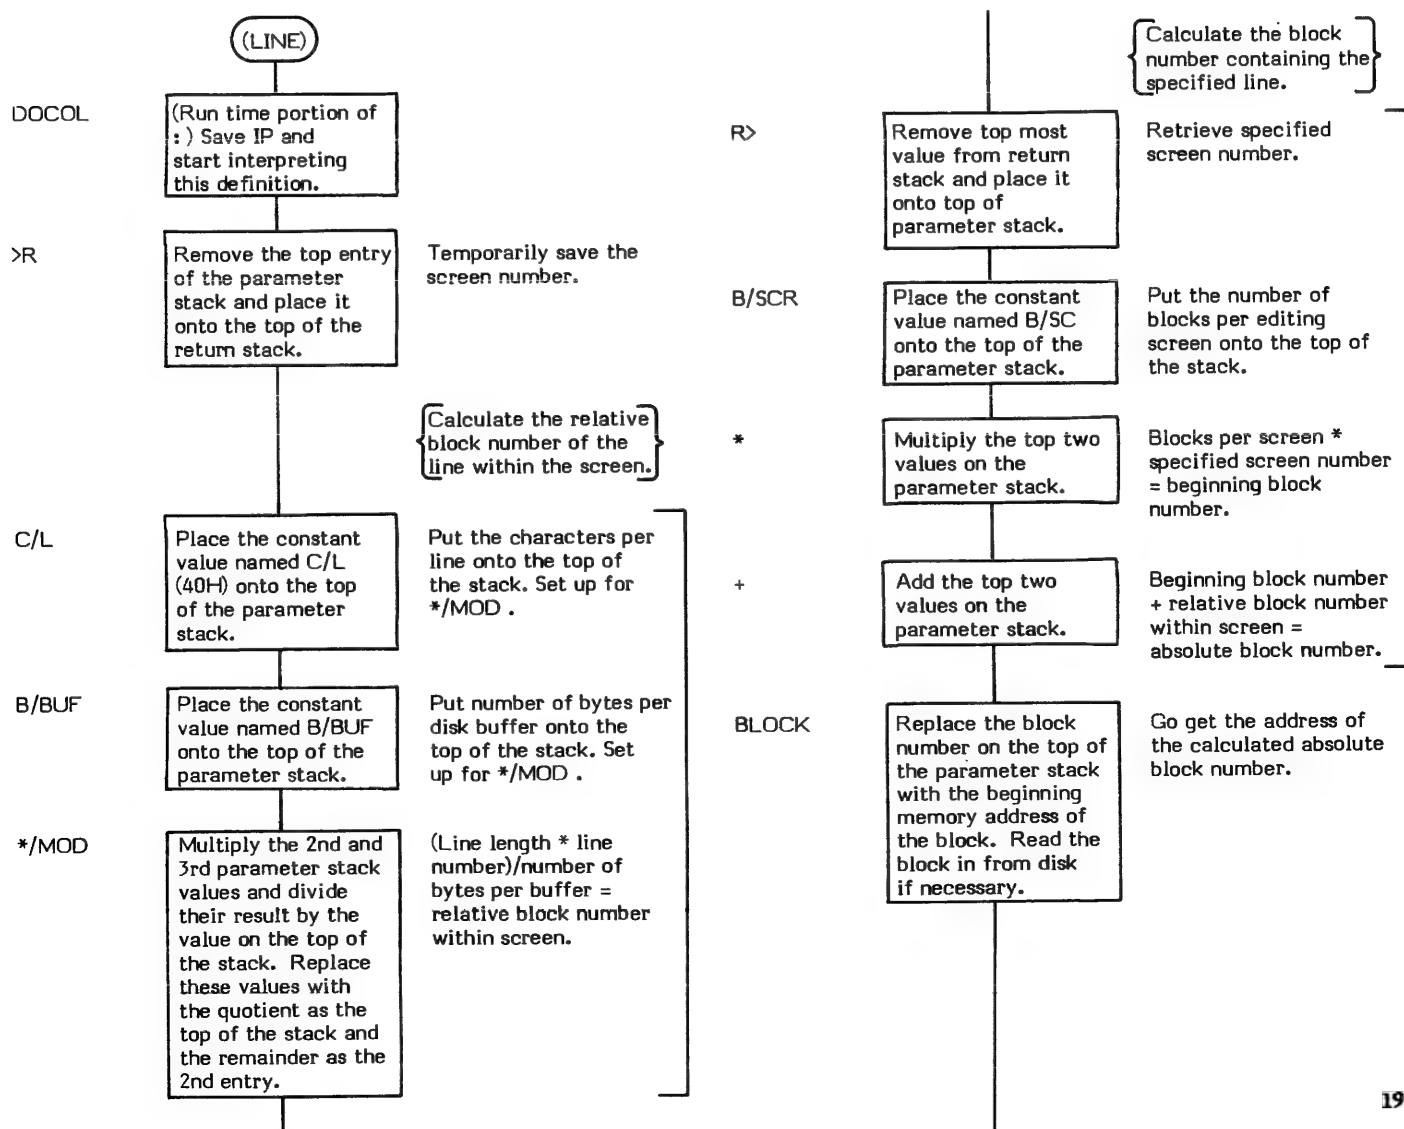 (LINE)
DOCOL
(Run time portion of
: ) Save IP and
start interpreting
this definition.
>R
Remove the top entry
of the parameter
stack and place it
onto the top of the
return stack.
Temporarily save the
screen number.
Calculate the relative
block number of the
line within the screen.
C/L
Place the constant
value named C/L
(40H) onto the top
of the parameter
stack.
Put the characters per
line onto the top of
the stack. Set up for
*/MOD .
B/BUF
Place the constant
value named B/BUF
onto the top of the
parameter stack.
Put number of bytes per
disk buffer onto the
top of the stack. Set
up for */MOD .
*/MOD
Multiply the 2nd and
3rd parameter stack
values and divide
their result by the
value on the top of
the stack. Replace
these values with
the quotient as the
top of the stack and
the remainder as the
2nd entry.
(Line length * line
number)/number of
bytes per buffer =
relative block number
within screen.
Calculate the block
number containing the
specified line.
R>
Remove top most
value from return
stack and place it
onto top of
parameter stack.
Retrieve specified
screen number.
B/SCR
Place the constant
value named B/SC
onto the top of the
parameter stack.
Put the number of
blocks per editing
screen onto the top of
the stack.
*
Multiply the top two
values on the
parameter stack.
Blocks per screen *
specified screen number
= beginning block
number.
+
Add the top two
values on the
parameter stack.
Beginning block number
+ relative block number
within screen =
absolute block number.
BLOCK
Replace the block
number on the top of
the parameter stack
with the beginning
memory address of
the block. Read the
block in from disk
if necessary.
Go get the address of
the calculated absolute
block number.
19